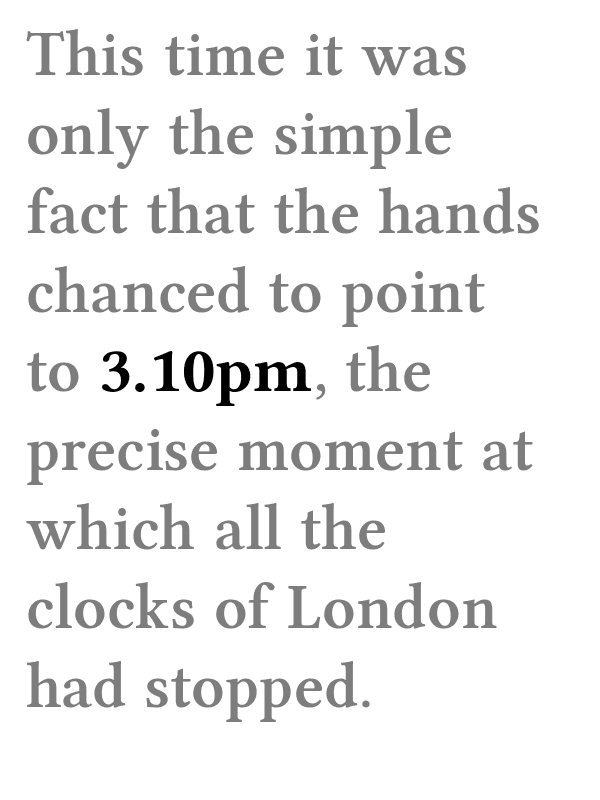 This time it was
only the simple
fact that the hands
chanced to point
to 3.10pm, the
precise moment at
which all the
clocks of London
had stopped.